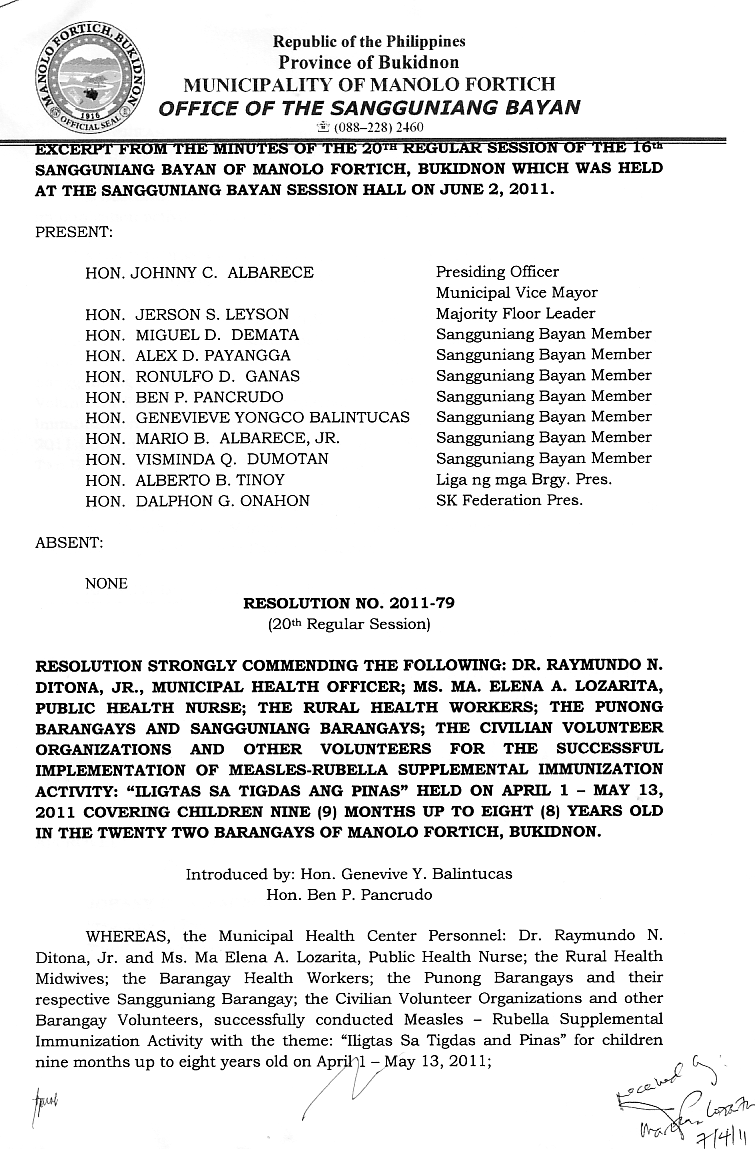 MANOLO FORTICH, BUKIDNON
1916
OFFICIAL SEAL
Republic of the Philippines
Province of Bukidnon
MUNICIPALITY OF MANOLO FORTICH
OFFICE OF THE SANGGUNIANG BAYAN
☏ (088–228) 2460
EXCERPT FROM THE MINUTES OF THE 20TH REGULAR SESSION OF THE 16th
SANGGUNIANG BAYAN OF MANOLO FORTICH, BUKIDNON WHICH WAS HELD
AT THE SANGGUNIANG BAYAN SESSION HALL ON JUNE 2, 2011.
PRESENT:
HON. JOHNNY C. ALBARECE Presiding Officer
Municipal Vice Mayor
HON. JERSON S. LEYSON Majority Floor Leader
HON. MIGUEL D. DEMATA Sangguniang Bayan Member
HON. ALEX D. PAYANGGA Sangguniang Bayan Member
HON. RONULFO D. GANAS Sangguniang Bayan Member
HON. BEN P. PANCRUDO Sangguniang Bayan Member
HON. GENEVIEVE YONGCO BALINTUCAS Sangguniang Bayan Member
HON. MARIO B. ALBARECE, JR. Sangguniang Bayan Member
HON. VISMINDA Q. DUMOTAN Sangguniang Bayan Member
HON. ALBERTO B. TINOY Liga ng mga Brgy. Pres.
HON. DALPHON G. ONAHON SK Federation Pres.
ABSENT:
NONE
RESOLUTION NO. 2011-79
(20th Regular Session)
RESOLUTION STRONGLY COMMENDING THE FOLLOWING: DR. RAYMUNDO N.
DITONA, JR., MUNICIPAL HEALTH OFFICER; MS. MA. ELENA A. LOZARITA,
PUBLIC HEALTH NURSE; THE RURAL HEALTH WORKERS; THE PUNONG
BARANGAYS AND SANGGUNIANG BARANGAYS; THE CIVILIAN VOLUNTEER
ORGANIZATIONS AND OTHER VOLUNTEERS FOR THE SUCCESSFUL
IMPLEMENTATION OF MEASLES-RUBELLA SUPPLEMENTAL IMMUNIZATION
ACTIVITY: “ILIGTAS SA TIGDAS ANG PINAS” HELD ON APRIL 1 – MAY 13,
2011 COVERING CHILDREN NINE (9) MONTHS UP TO EIGHT (8) YEARS OLD
IN THE TWENTY TWO BARANGAYS OF MANOLO FORTICH, BUKIDNON.
Introduced by: Hon. Genevive Y. Balintucas
Hon. Ben P. Pancrudo
WHEREAS, the Municipal Health Center Personnel: Dr. Raymundo N.
Ditona, Jr. and Ms. Ma Elena A. Lozarita, Public Health Nurse; the Rural Health
Midwives; the Barangay Health Workers; the Punong Barangays and their
respective Sangguniang Barangay; the Civilian Volunteer Organizations and other
Barangay Volunteers, successfully conducted Measles – Rubella Supplemental
Immunization Activity with the theme: “Iligtas Sa Tigdas and Pinas” for children
nine months up to eight years old on April 1 – May 13, 2011;
received by:
7/4/11